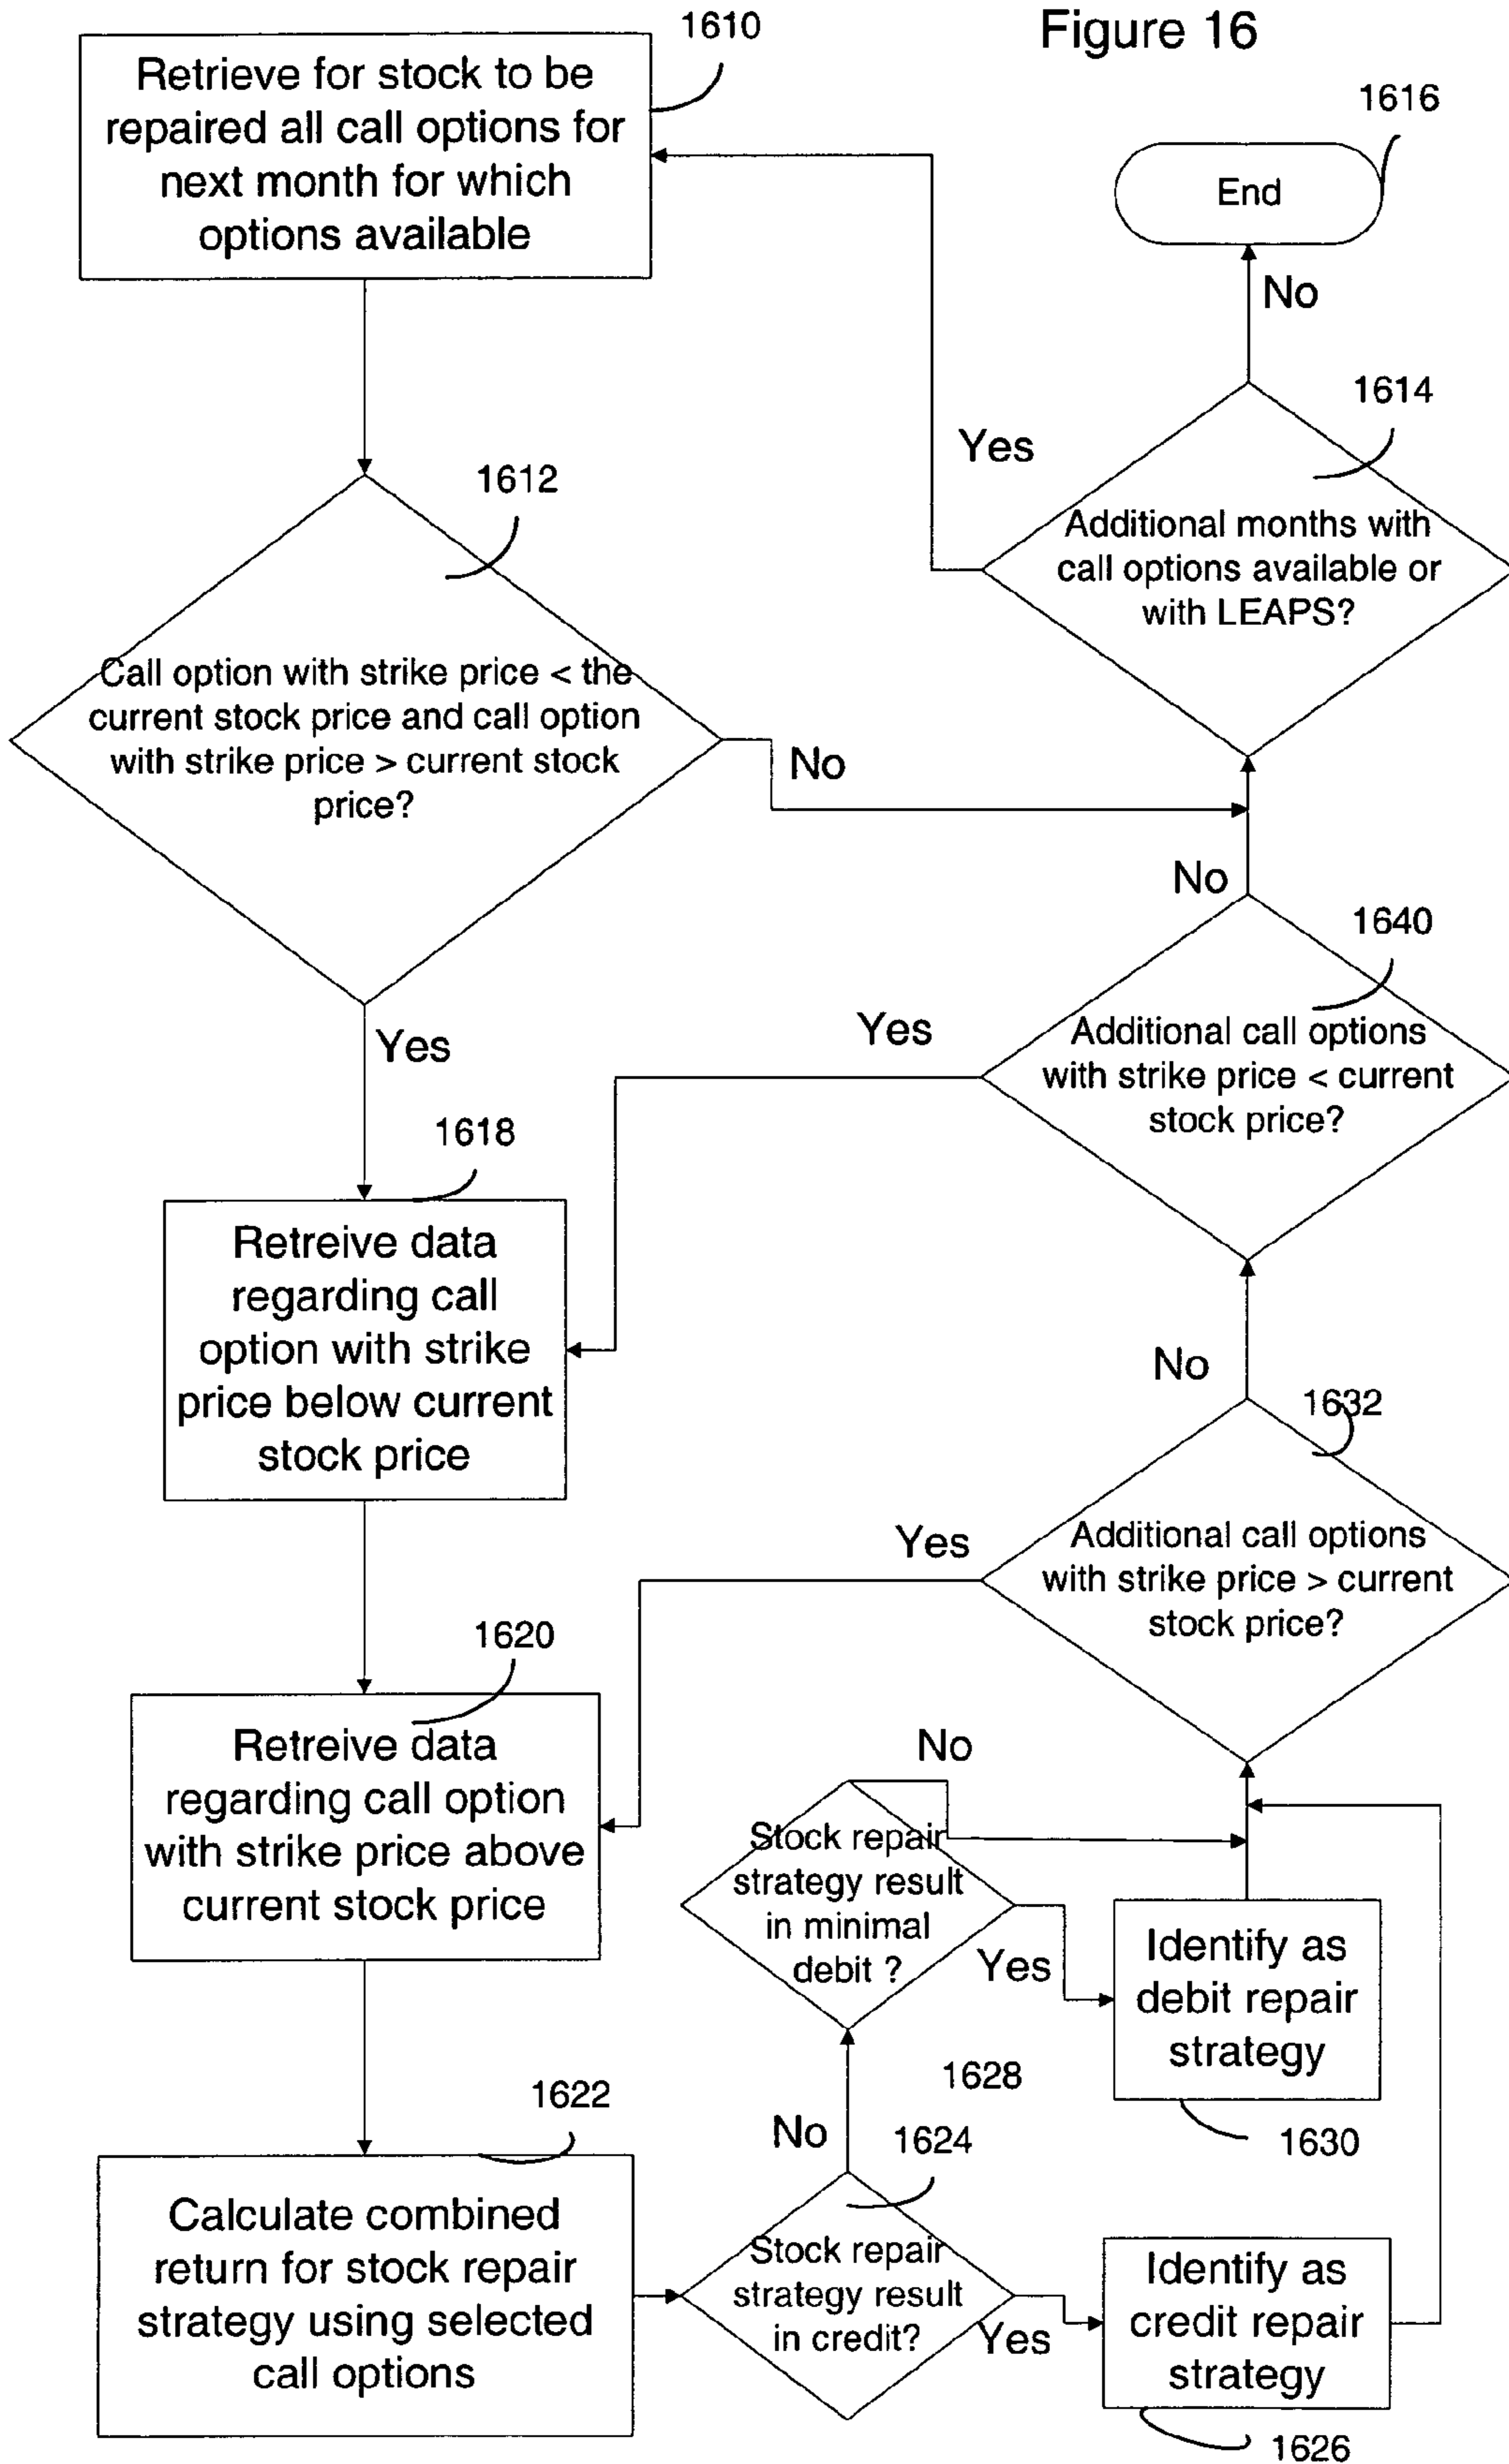 Figure 16
1610
Retrieve for stock to be
repaired all call options for
next month for which
options available
1616
End
No
1614
Yes
Additional months with
call options available or
with LEAPS?
1612
Call option with strike price < the
current stock price and call option
with strike price > current stock
price?
No
No
1640
Yes
Yes
Additional call options
with strike price < current
stock price?
1618
Retreive data
regarding call
option with strike
price below current
stock price
No
1632
Yes
Additional call options
with strike price > current
stock price?
1620
Retreive data
regarding call option
with strike price above
current stock price
No
Stock repair
strategy result
in minimal
debit ?
Yes
Identify as
debit repair
strategy
1628
1630
1622
No
1624
Calculate combined
return for stock repair
strategy using selected
call options
Stock repair
strategy result
in credit?
Yes
Identify as
credit repair
strategy
1626